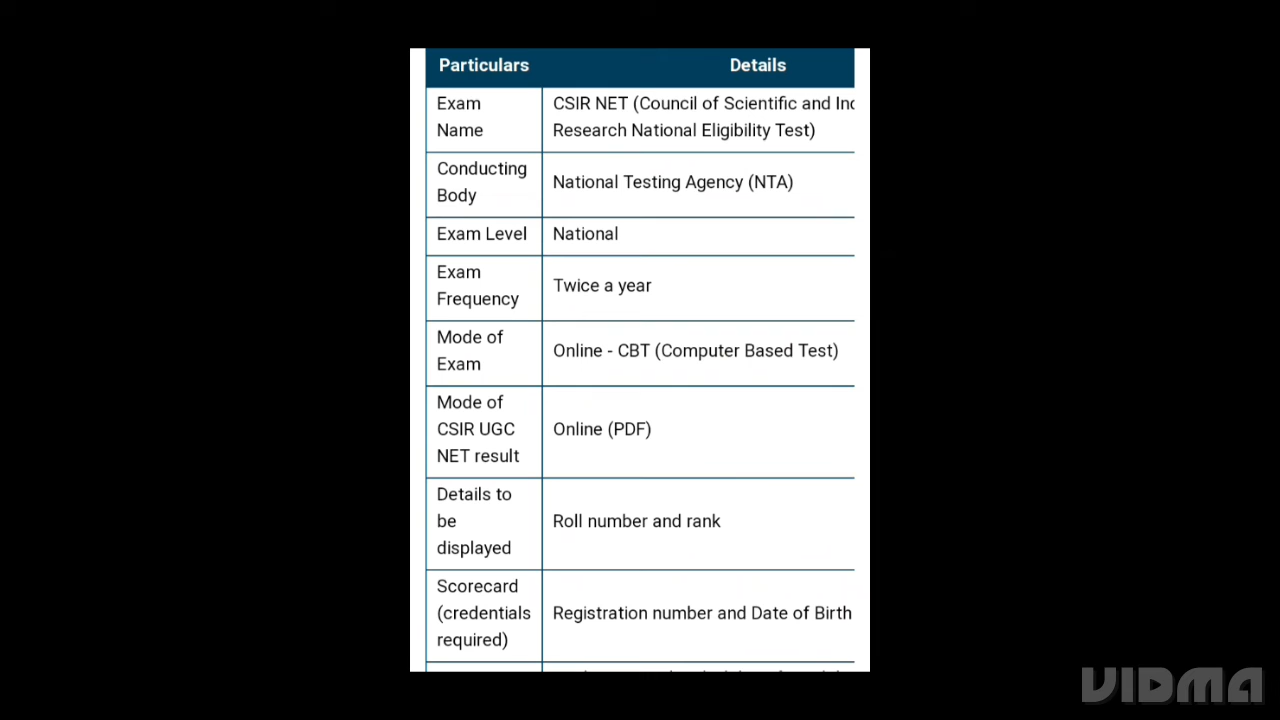 Particulars Details
Exam
Name
CSIR NET (Council of Scientific and
Research National Eligibility Test)
Conducting
Body
National Testing Agency (NTA)
Exam Level
National
Exam
Frequency
Twice a year
Mode of
Exam
Online - CBT (Computer Based Test)
Mode of
CSIR UGC
NET result
Online (PDF)
Details to
be
displayed
Roll number and rank
Scorecard
(credentials
required)
Registration number and Date of Birth
VIDMA